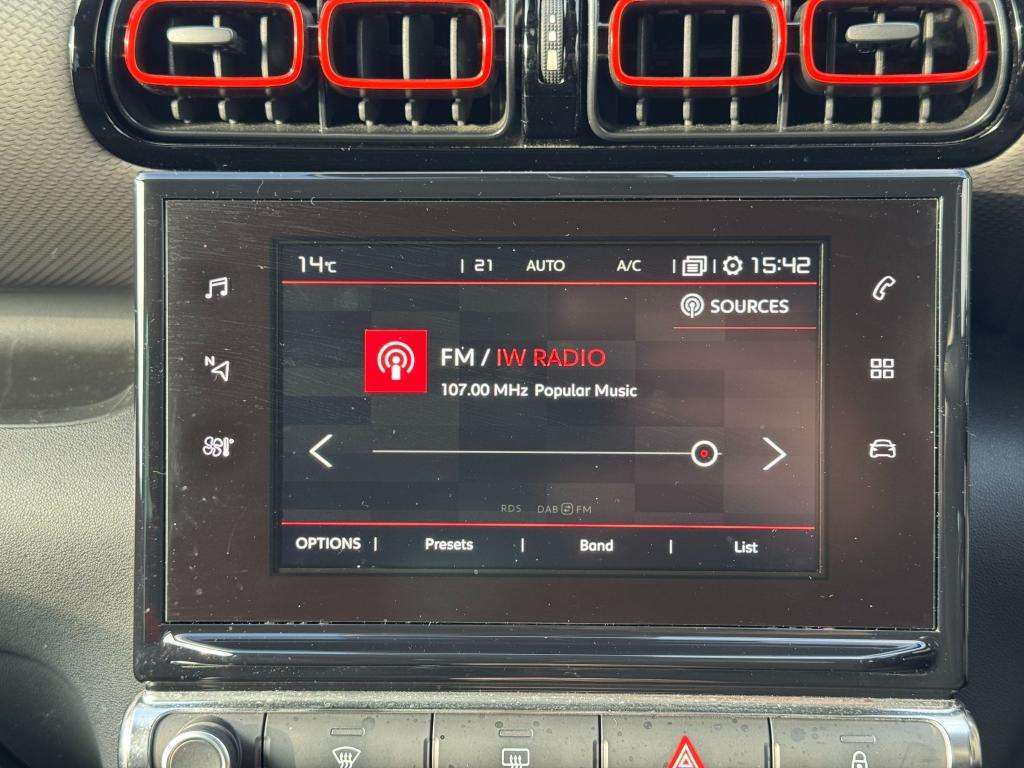 14°C | 21 AUTO A/C | | 15:42
SOURCES
FM / IW RADIO
107.00 MHz Popular Music
N
RDS DAB FM
OPTIONS | Presets | Band | List